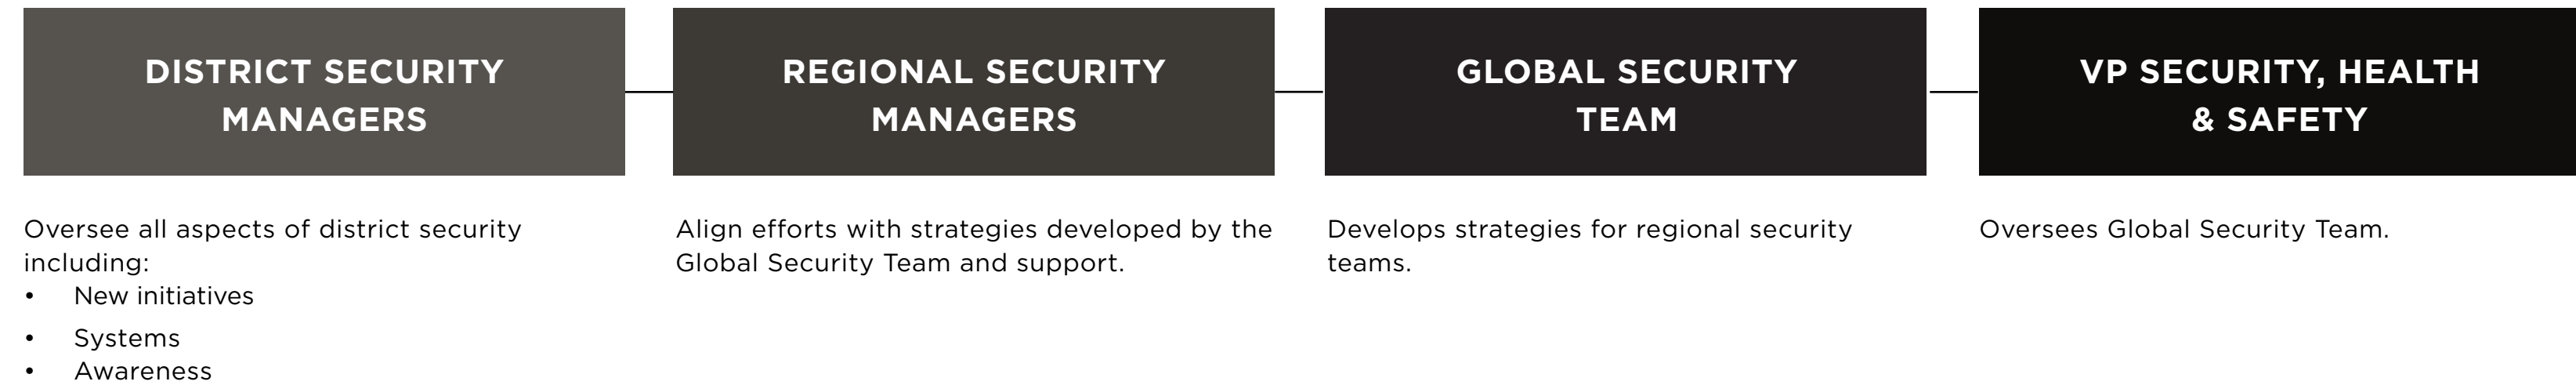 DISTRICT SECURITY
MANAGERS
Oversee all aspects of district security
including:
• New initiatives
• Systems
• Awareness
REGIONAL SECURITY
MANAGERS
Align efforts with strategies developed by the
Global Security Team and support.
GLOBAL SECURITY
TEAM
Develops strategies for regional security
teams.
VP SECURITY, HEALTH
& SAFETY
Oversees Global Security Team.